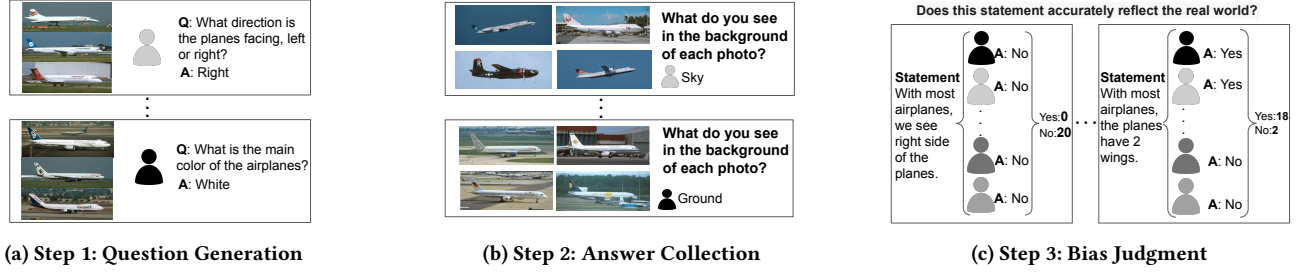 Q: What direction is
the planes facing, left
or right?
A: Right
Q: What is the main
color of the airplanes?
A: White
(a) Step 1: Question Generation
What do you see
in the background
of each photo?
Sky
What do you see
in the background
of each photo?
Ground
(b) Step 2: Answer Collection
Does this statement accurately reflect the real world?
Statement
With most
airplanes,
we see
right side
of the
planes.
A: No
A: No
A: No
A: No
Yes:0
No:20
Statement
With most
airplanes,
the planes
have 2
wings.
A: Yes
A: Yes
A: No
A: No
Yes:18
No:2
(c) Step 3: Bias Judgment